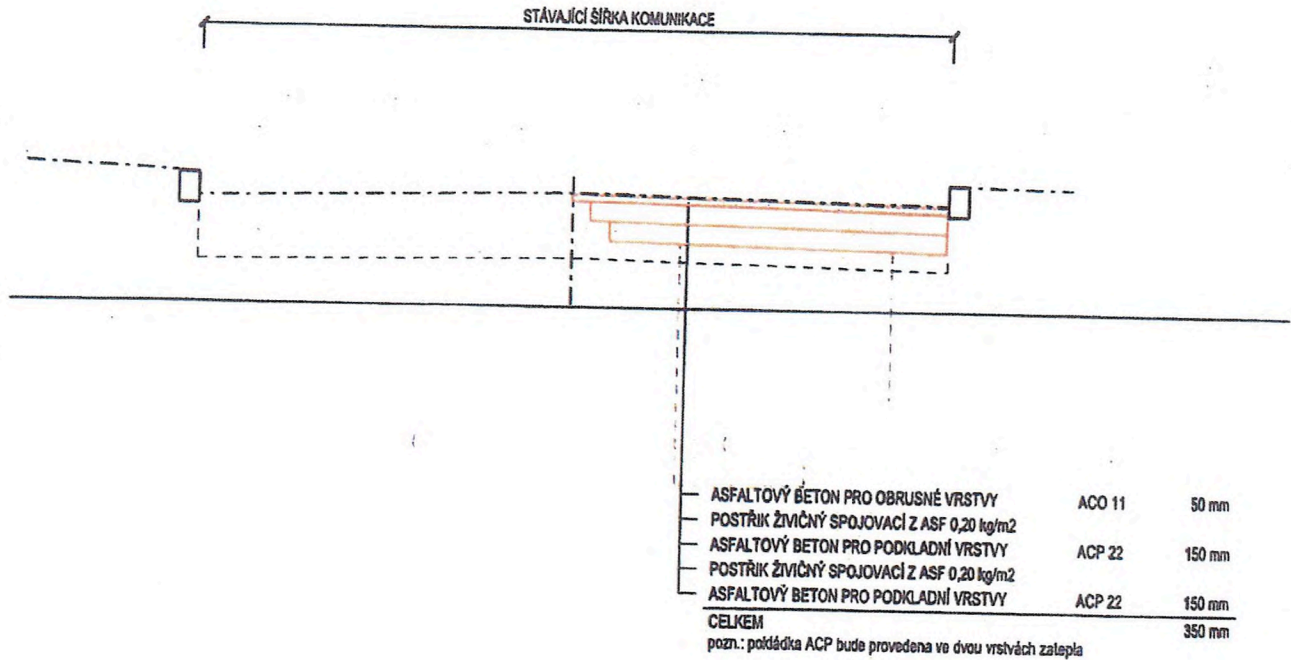 STÁVAJÍCÍ ŠÍŘKA KOMUNIKACE
ASFALTOVÝ BETON PRO OBRUSNÉ VRSTVY ACO 11 50 mm
POSTŘIK ŽIVIČNÝ SPOJOVACÍ Z ASF 0,20 kg/m2
ASFALTOVÝ BETON PRO PODKLADNÍ VRSTVY ACP 22 150 mm
POSTŘIK ŽIVIČNÝ SPOJOVACÍ Z ASF 0,20 kg/m2
ASFALTOVÝ BETON PRO PODKLADNÍ VRSTVY ACP 22 150 mm
CELKEM 350 mm
pozn.: pokládka ACP bude provedena ve dvou vrstvách zatepla